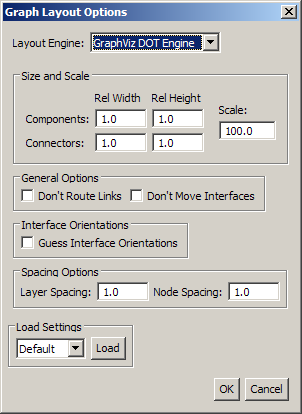 Graph Layout Options
Layout Engine: GraphViz DOT Engine
Size and Scale
Rel Width Rel Height
Scale:
Components: 1.0 1.0
100.0
Connectors: 1.0 1.0
General Options
Don't Route Links Don't Move Interfaces
Interface Orientations
Guess Interface Orientations
Spacing Options
Layer Spacing: 1.0 Node Spacing: 1.0
Load Settings
Default Load
OK Cancel